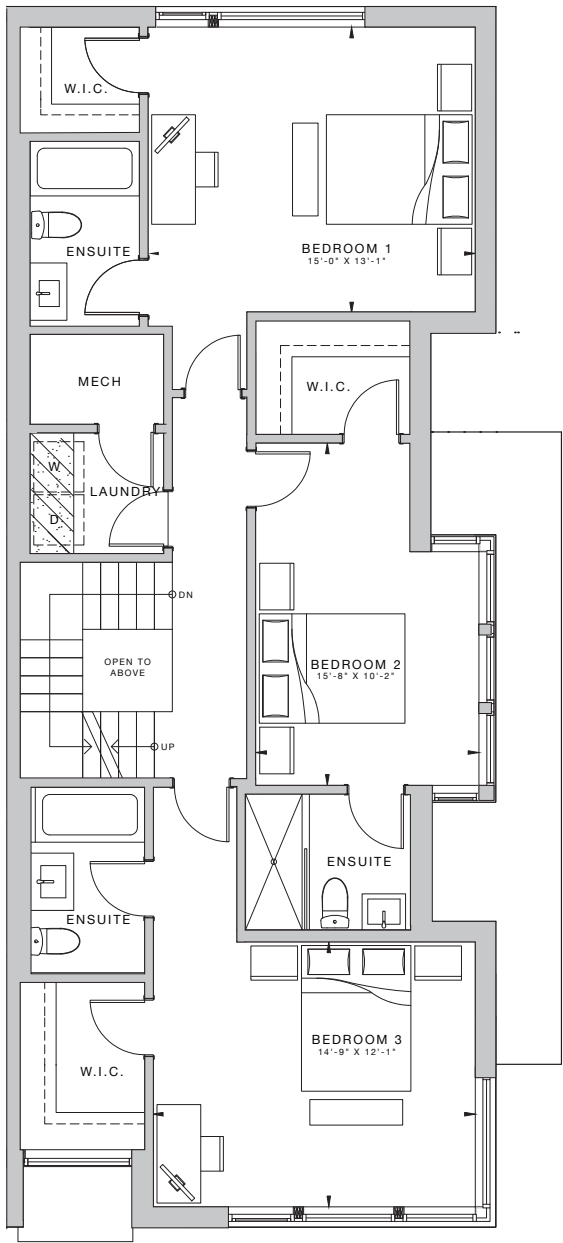 W.I.C.
ENSUITE
BEDROOM 1
15'-0" X 13'-1"
MECH
W.I.C.
W
LAUNDRY
D
DN
OPEN TO
ABOVE
BEDROOM 2
15'-8" X 10'-2"
UP
ENSUITE
ENSUITE
BEDROOM 3
14'-9" X 12'-1"
W.I.C.